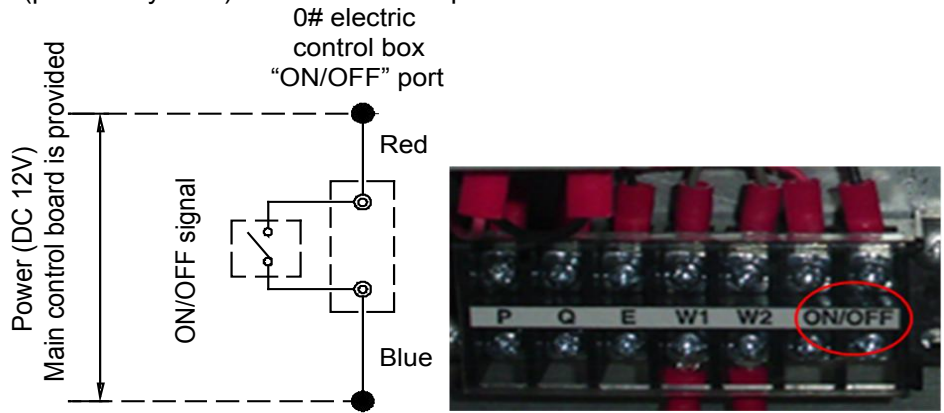 0# electric
control box
“ON/OFF” port
Power (DC 12V)
Main control board is provided
ON/OFF signal
Red
Blue
P Q E W1 W2 ON/OFF